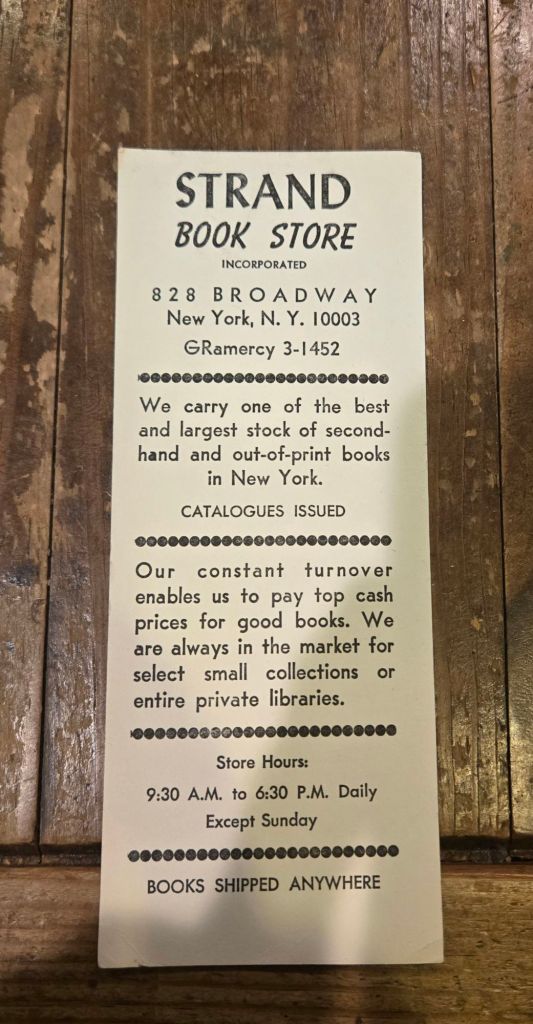 STRAND
BOOK STORE
INCORPORATED
828 BROADWAY
New York, N. Y. 10003
GRamercy 3-1452
We carry one of the best
and largest stock of second-
hand and out-of-print books
in New York.
CATALOGUES ISSUED
Our constant turnover
enables us to pay top cash
prices for good books. We
are always in the market for
select small collections or
entire private libraries.
Store Hours:
9:30 A.M. to 6:30 P.M. Daily
Except Sunday
BOOKS SHIPPED ANYWHERE